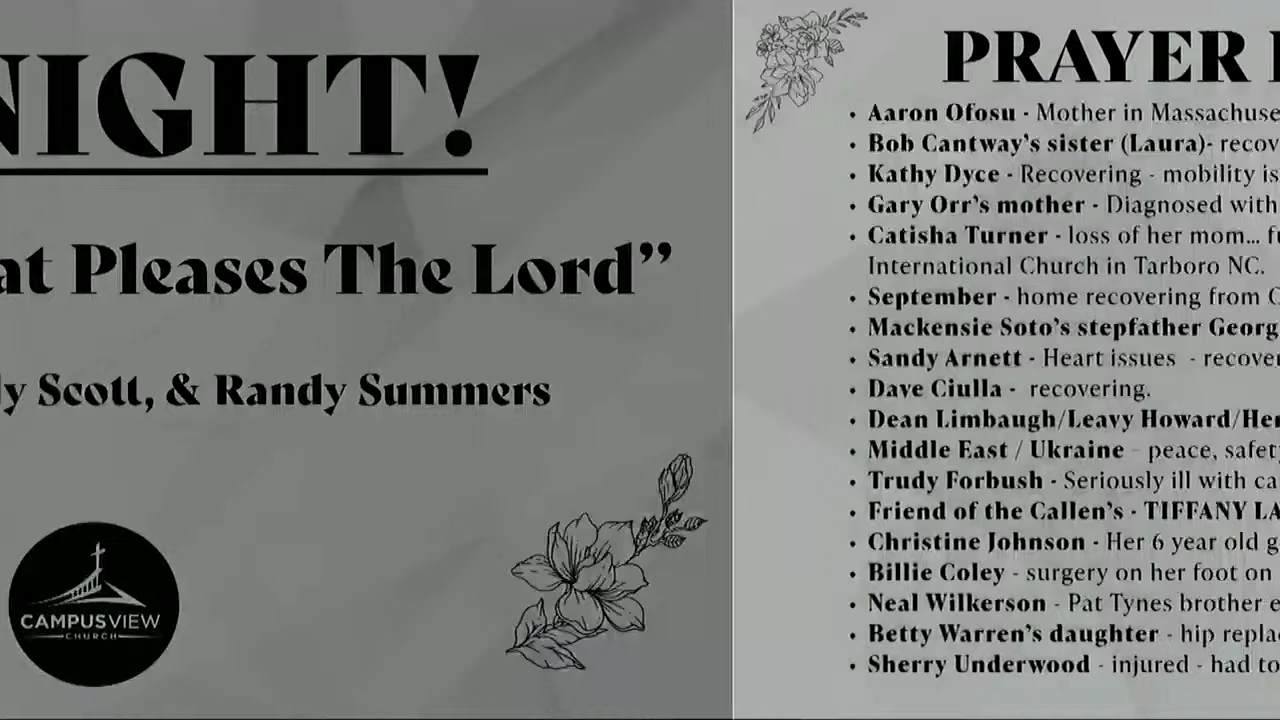 NIGHT!
at Pleases The Lord”
ly Scott, & Randy Summers
CAMPUSVIEW
CHURCH
PRAYER
Aaron Ofosu - Mother in Massachuse
Bob Cantway's sister (Laura)- recov
Kathy Dyce - Recovering - mobility is
Gary Orr's mother - Diagnosed with
Catisha Turner - loss of her mom... f
International Church in Tarboro NC.
September - home recovering from
Mackensie Soto's stepfather Georg
Sandy Arnett - Heart issues - recover
Dave Ciulla - recovering.
Dean Limbaugh/Leavy Howard/Her
Middle East / Ukraine - peace, safet
Trudy Forbush - Seriously ill with ca
Friend of the Callen's - TIFFANY LA
Christine Johnson - Her 6 year old g
Billie Coley - surgery on her foot on
Neal Wilkerson - Pat Tynes brother e
Betty Warren's daughter - hip repla
Sherry Underwood - injured - had to